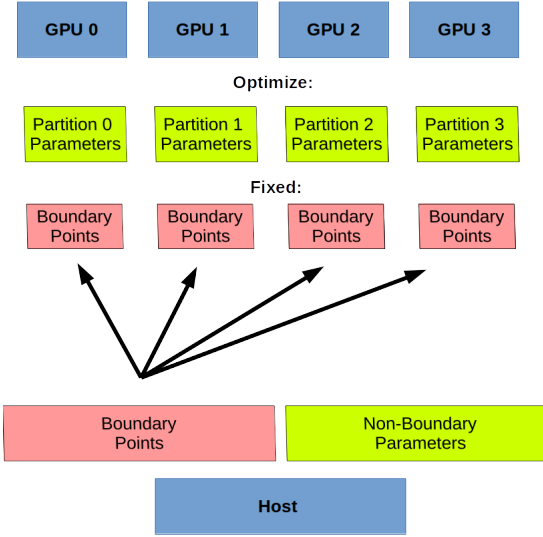 GPU 0 GPU 1 GPU 2 GPU 3
Optimize:
Partition 0 Partition 1 Partition 2 Partition 3
Parameters Parameters Parameters Parameters
Fixed:
Boundary Boundary Boundary Boundary
Points Points Points Points
Boundary Non-Boundary
Points Parameters
Host